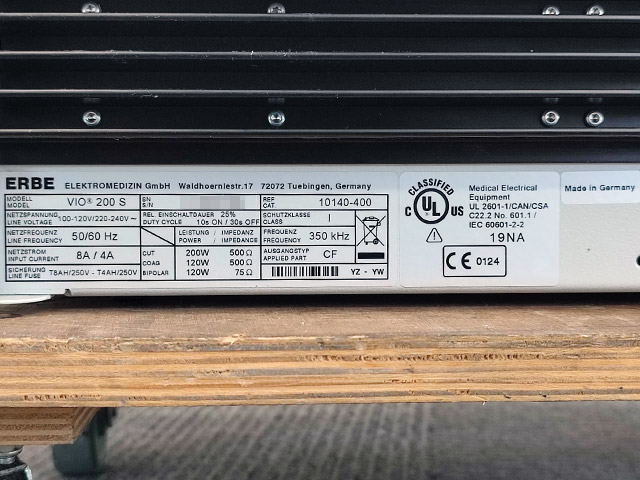 ERBE ELEKTROMEDIZIN GmbH Waldhoernlestr.17 72072 Tuebingen, Germany
MODELL
MODEL
VIO® 200 S
SN
S/N
REF
CAT.
10140-400
NETZSPANNUNG
LINE VOLTAGE
100-120V/220-240V~
REL. EINSCHALTDAUER 25%
DUTY CYCLE 10s ON / 30s OFF
SCHUTZKLASSE
CLASS
I
NETZFREQUENZ
LINE FREQUENCY
50/60 Hz
LEISTUNG / IMPEDANZ
POWER / IMPEDANCE
FREQUENZ
FREQUENCY
350 kHz
NETZSTROM
INPUT CURRENT
8A / 4A
CUT 200W 500Ω
COAG 120W 500Ω
BIPOLAR 120W 75Ω
AUSGANGSTYP
APPLIED PART
CF
SICHERUNG
LINE FUSE
T8AH/250V - T4AH/250V
YZ - YW
CLASSIFIED
C UL US
Medical Electrical
Equipment
UL 2601-1/CAN/CSA
C22.2 No. 601.1 /
IEC 60601-2-2
19NA
CE 0124
Made in Germany